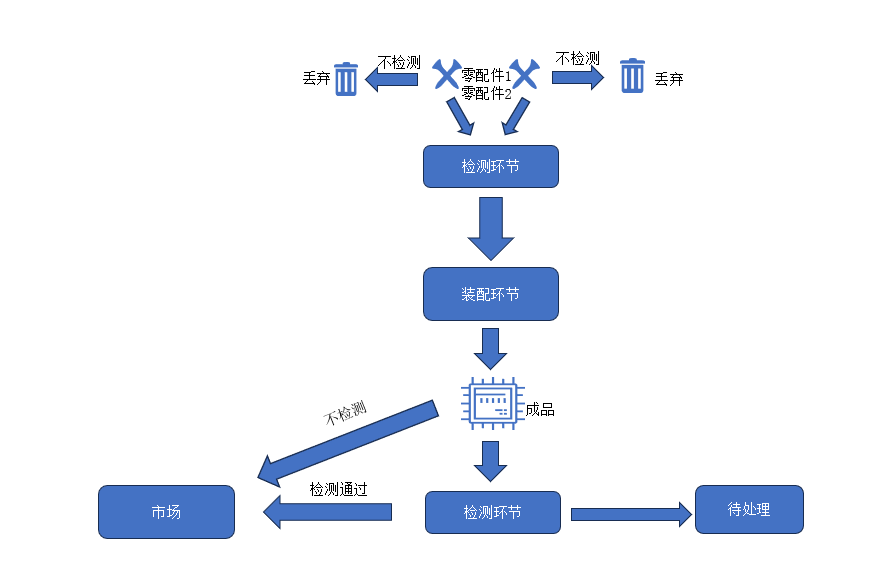 不检测
不检测
丢弃
零配件1
丢弃
零配件2
检测环节
装配环节
成品
不检测
检测通过
市场
检测环节
待处理